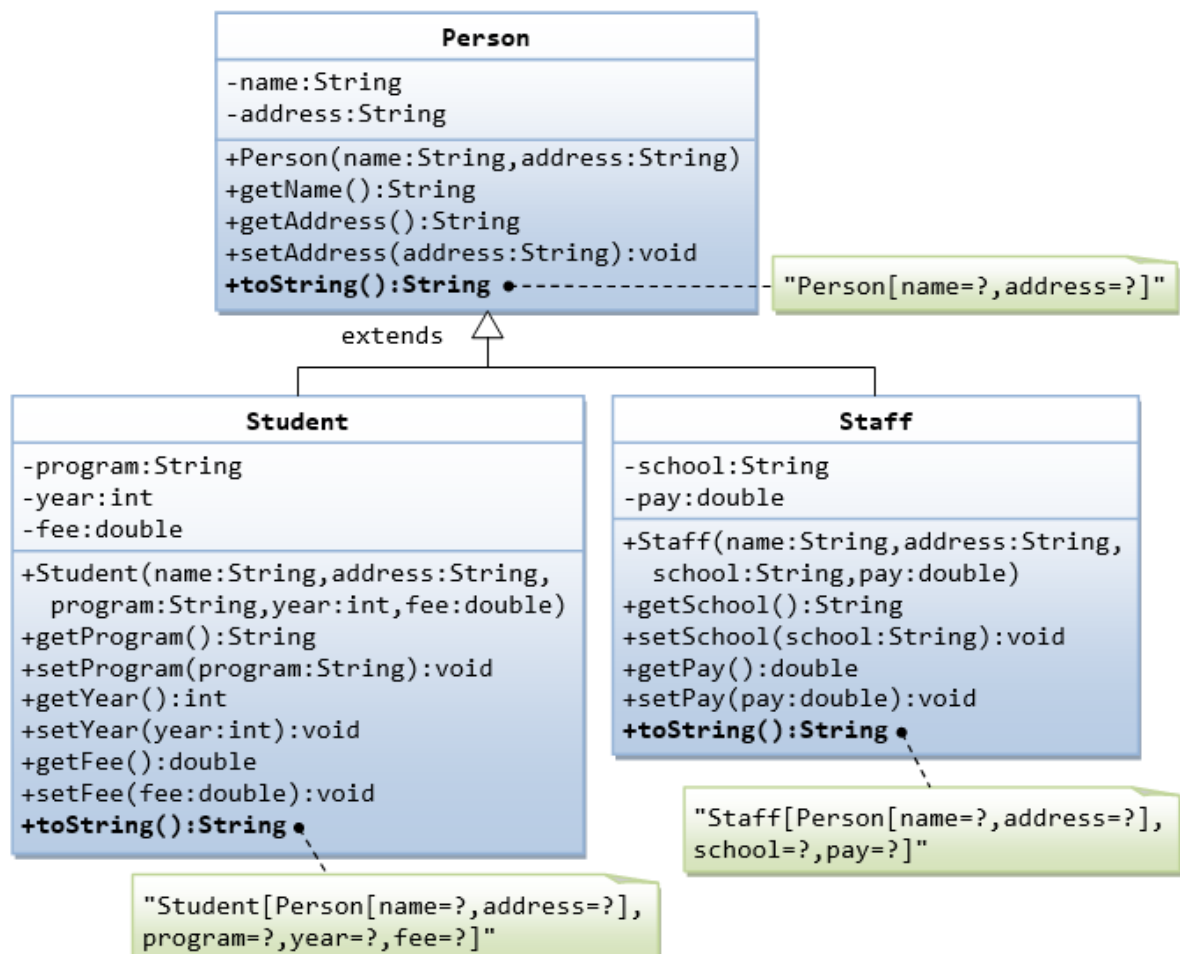 Person
-name:String
-address:String
+Person(name:String,address:String)
+getName():String
+getAddress():String
+setAddress(address:String):void
+toString():String
"Person[name=?,address=?]"
extends
Student
-program:String
-year:int
-fee:double
+Student(name:String,address:String,
program:String,year:int,fee:double)
+getProgram():String
+setProgram(program:String):void
+getYear():int
+setYear(year:int):void
+getFee():double
+setFee(fee:double):void
+toString():String
"Student[Person[name=?,address=?],
program=?,year=?,fee=?]"
Staff
-school:String
-pay:double
+Staff(name:String,address:String,
school:String,pay:double)
+getSchool():String
+setSchool(school:String):void
+getPay():double
+setPay(pay:double):void
+toString():String
"Staff[Person[name=?,address=?],
school=?,pay=?]"